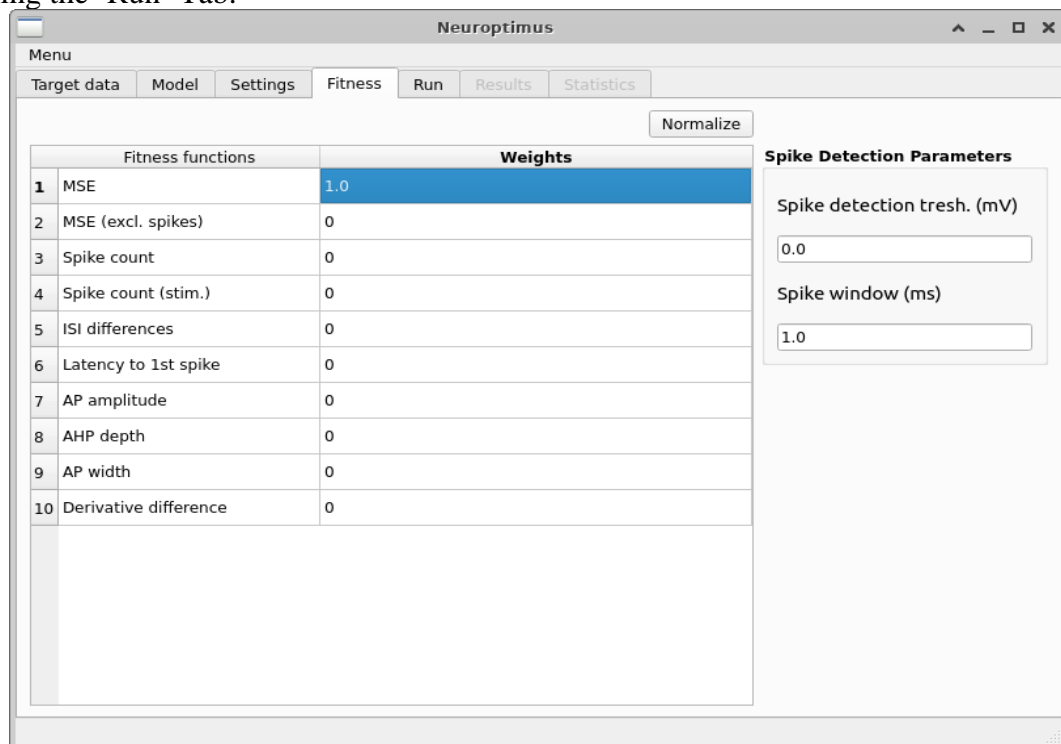 Neuroptimus
Menu
Target data Model Settings Fitness Run Results Statistics
Normalize
Fitness functions Weights
1 MSE 1.0
2 MSE (excl. spikes) 0
3 Spike count 0
4 Spike count (stim.) 0
5 ISI differences 0
6 Latency to 1st spike 0
7 AP amplitude 0
8 AHP depth 0
9 AP width 0
10 Derivative difference 0
Spike Detection Parameters
Spike detection tresh. (mV)
0.0
Spike window (ms)
1.0